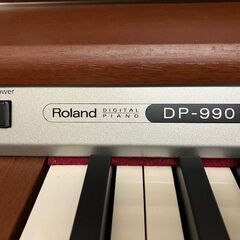 ower
Roland DIGITAL PIANO DP-990